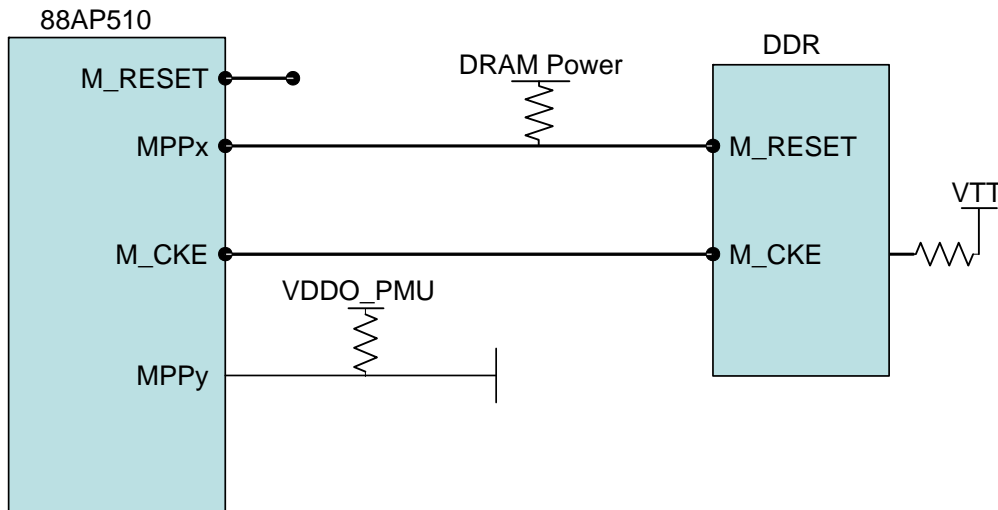 88AP510
DDR
M_RESET
DRAM Power
MPPx
M_RESET
VTT
M_CKE
M_CKE
VDDO_PMU
MPPy